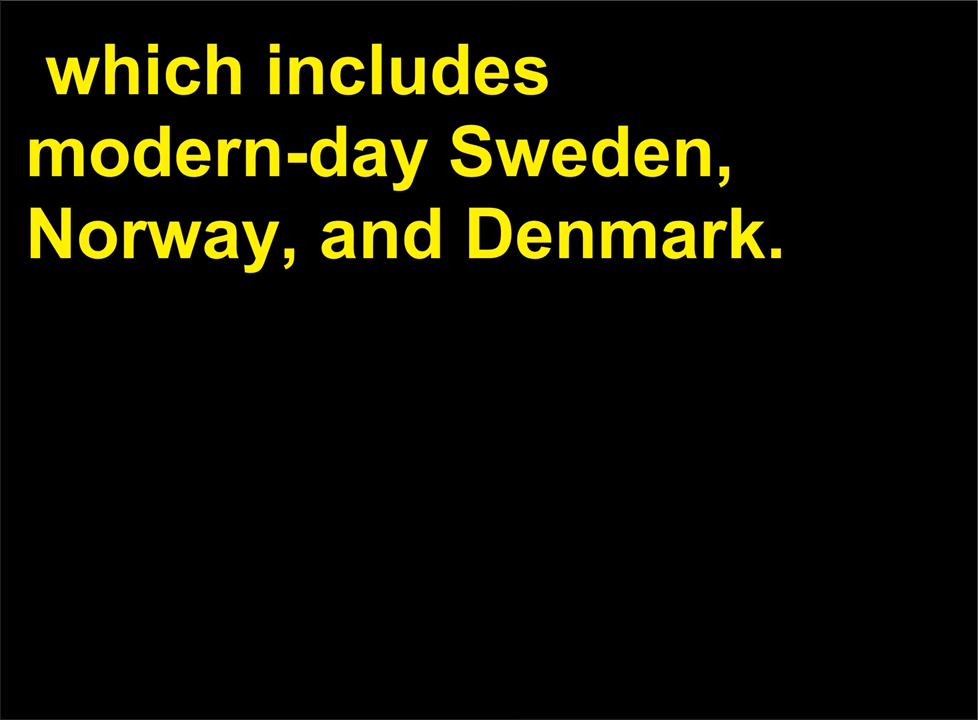 which includes
modern-day Sweden,
Norway, and Denmark.